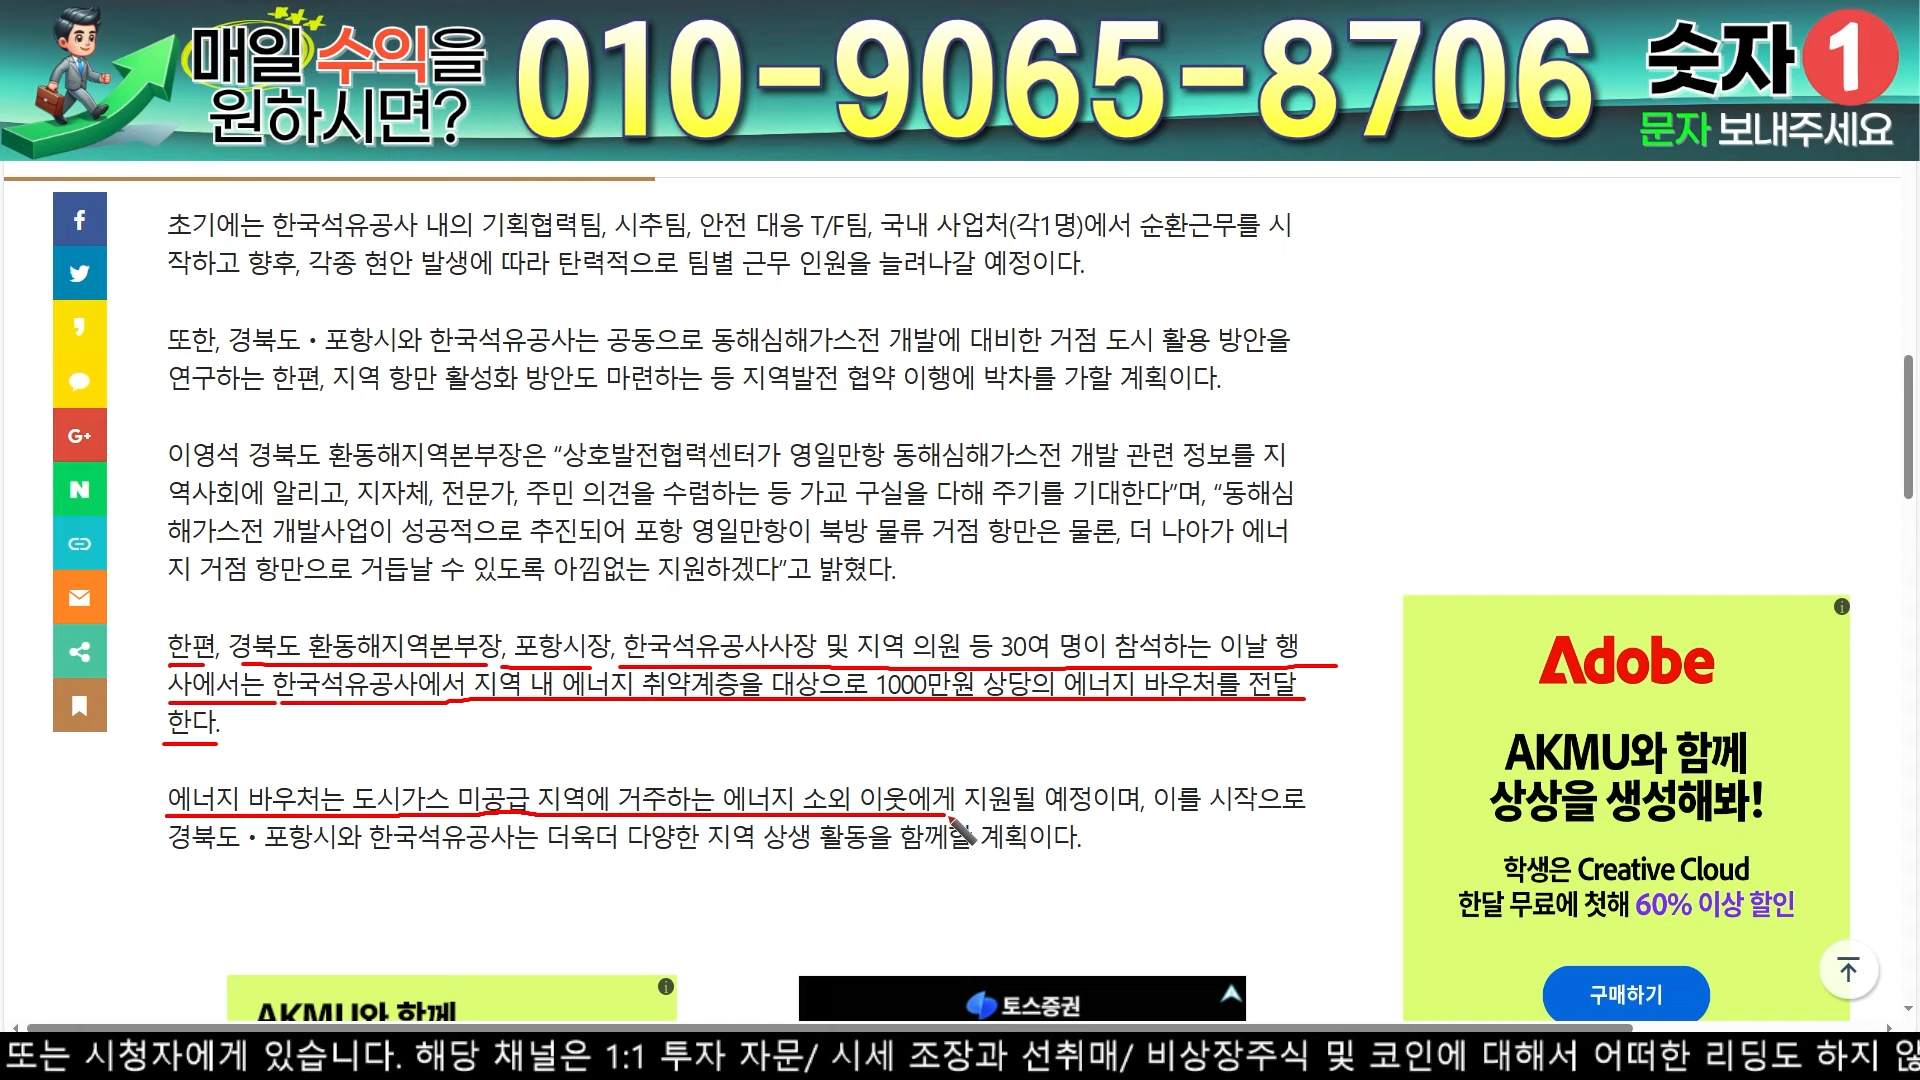 매일 수익을
원하시면?
010-9065-8706
숫자 1
문자 보내주세요
초기에는 한국석유공사 내의 기획협력팀, 시추팀, 안전 대응 T/F팀, 국내 사업처(각1명)에서 순환근무를 시
작하고 향후, 각종 현안 발생에 따라 탄력적으로 팀별 근무 인원을 늘려나갈 예정이다.
또한, 경북도・포항시와 한국석유공사는 공동으로 동해심해가스전 개발에 대비한 거점 도시 활용 방안을
연구하는 한편, 지역 항만 활성화 방안도 마련하는 등 지역발전 협약 이행에 박차를 가할 계획이다.
이영석 경북도 환동해지역본부장은 “상호발전협력센터가 영일만항 동해심해가스전 개발 관련 정보를 지
역사회에 알리고, 지자체, 전문가, 주민 의견을 수렴하는 등 가교 구실을 다해 주기를 기대한다”며, “동해심
해가스전 개발사업이 성공적으로 추진되어 포항 영일만항이 북방 물류 거점 항만은 물론, 더 나아가 에너
지 거점 항만으로 거듭날 수 있도록 아낌없는 지원하겠다”고 밝혔다.
한편, 경북도 환동해지역본부장, 포항시장, 한국석유공사사장 및 지역 의원 등 30여 명이 참석하는 이날 행
사에서는 한국석유공사에서 지역 내 에너지 취약계층을 대상으로 1000만원 상당의 에너지 바우처를 전달
한다.
에너지 바우처는 도시가스 미공급 지역에 거주하는 에너지 소외 이웃에게 지원될 예정이며, 이를 시작으로
경북도・포항시와 한국석유공사는 더욱더 다양한 지역 상생 활동을 함께할 계획이다.
Adobe
AKMU와 함께
상상을 생성해봐!
학생은 Creative Cloud
한달 무료에 첫해 60% 이상 할인
구매하기
AKMU와 함께
토스증권
또는 시청자에게 있습니다. 해당 채널은 1:1 투자 자문/ 시세 조장과 선취매/ 비상장주식 및 코인에 대해서 어떠한 리딩도 하지 않